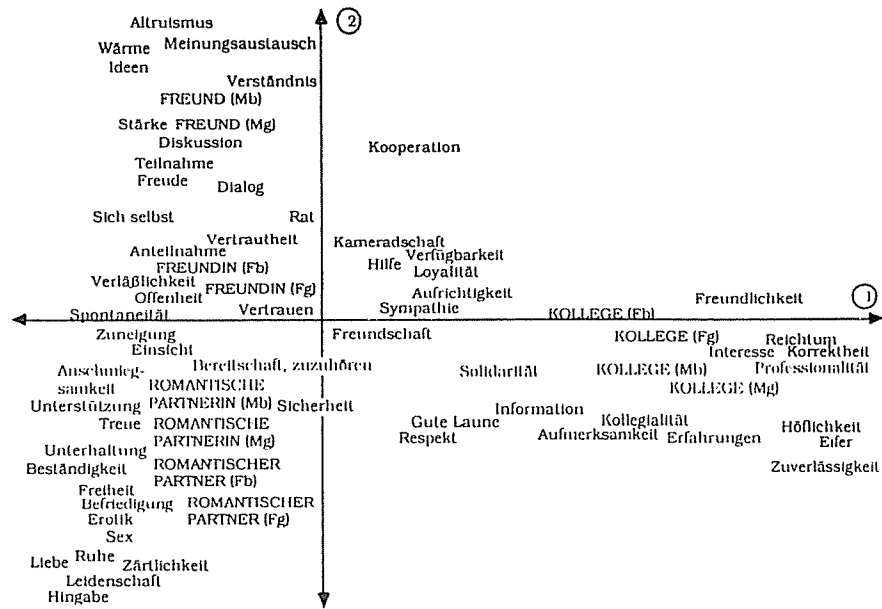 Altruismus
2
Wärme Meinungsaustausch
Ideen
Verständnis
FREUND (Mb)
Stärke FREUND (Mg)
Diskussion
Kooperation
Teilnahme
Freude Dialog
Sich selbst Rat
Vertrautheit Kameradschaft
Anteilnahme Verfügbarkeit
FREUNDIN (Fb) Hilfe Loyalität
Verläßlichkeit FREUNDIN (Fg)
Offenheit Aufrichtigkeit Freundlichkeit 1
Spontaneität Vertrauen Sympathie KOLLEGE (Fb)
Zuneigung Freundschaft KOLLEGE (Fg) Reichtum
Einsicht Interesse Korrektheit
Anschmieg- Bereitschaft, zuzuhören Solidarität KOLLEGE (Mb) Professionalität
samkeit ROMANTISCHE KOLLEGE (Mg)
Unterstützung PARTNERIN (Mb) Sicherheit Information
Treue ROMANTISCHE Gute Laune Kollegialität Höflichkeit
PARTNERIN (Mg) Respekt Aufmerksamkeit Erfahrungen Eifer
Unterhaltung
Beständigkeit ROMANTISCHER Zuverlässigkeit
PARTNER (Fb)
Freiheit
Befriedigung ROMANTISCHER
Erotik PARTNER (Fg)
Sex
Liebe Ruhe Zärtlichkeit
Leidenschaft
Hingabe